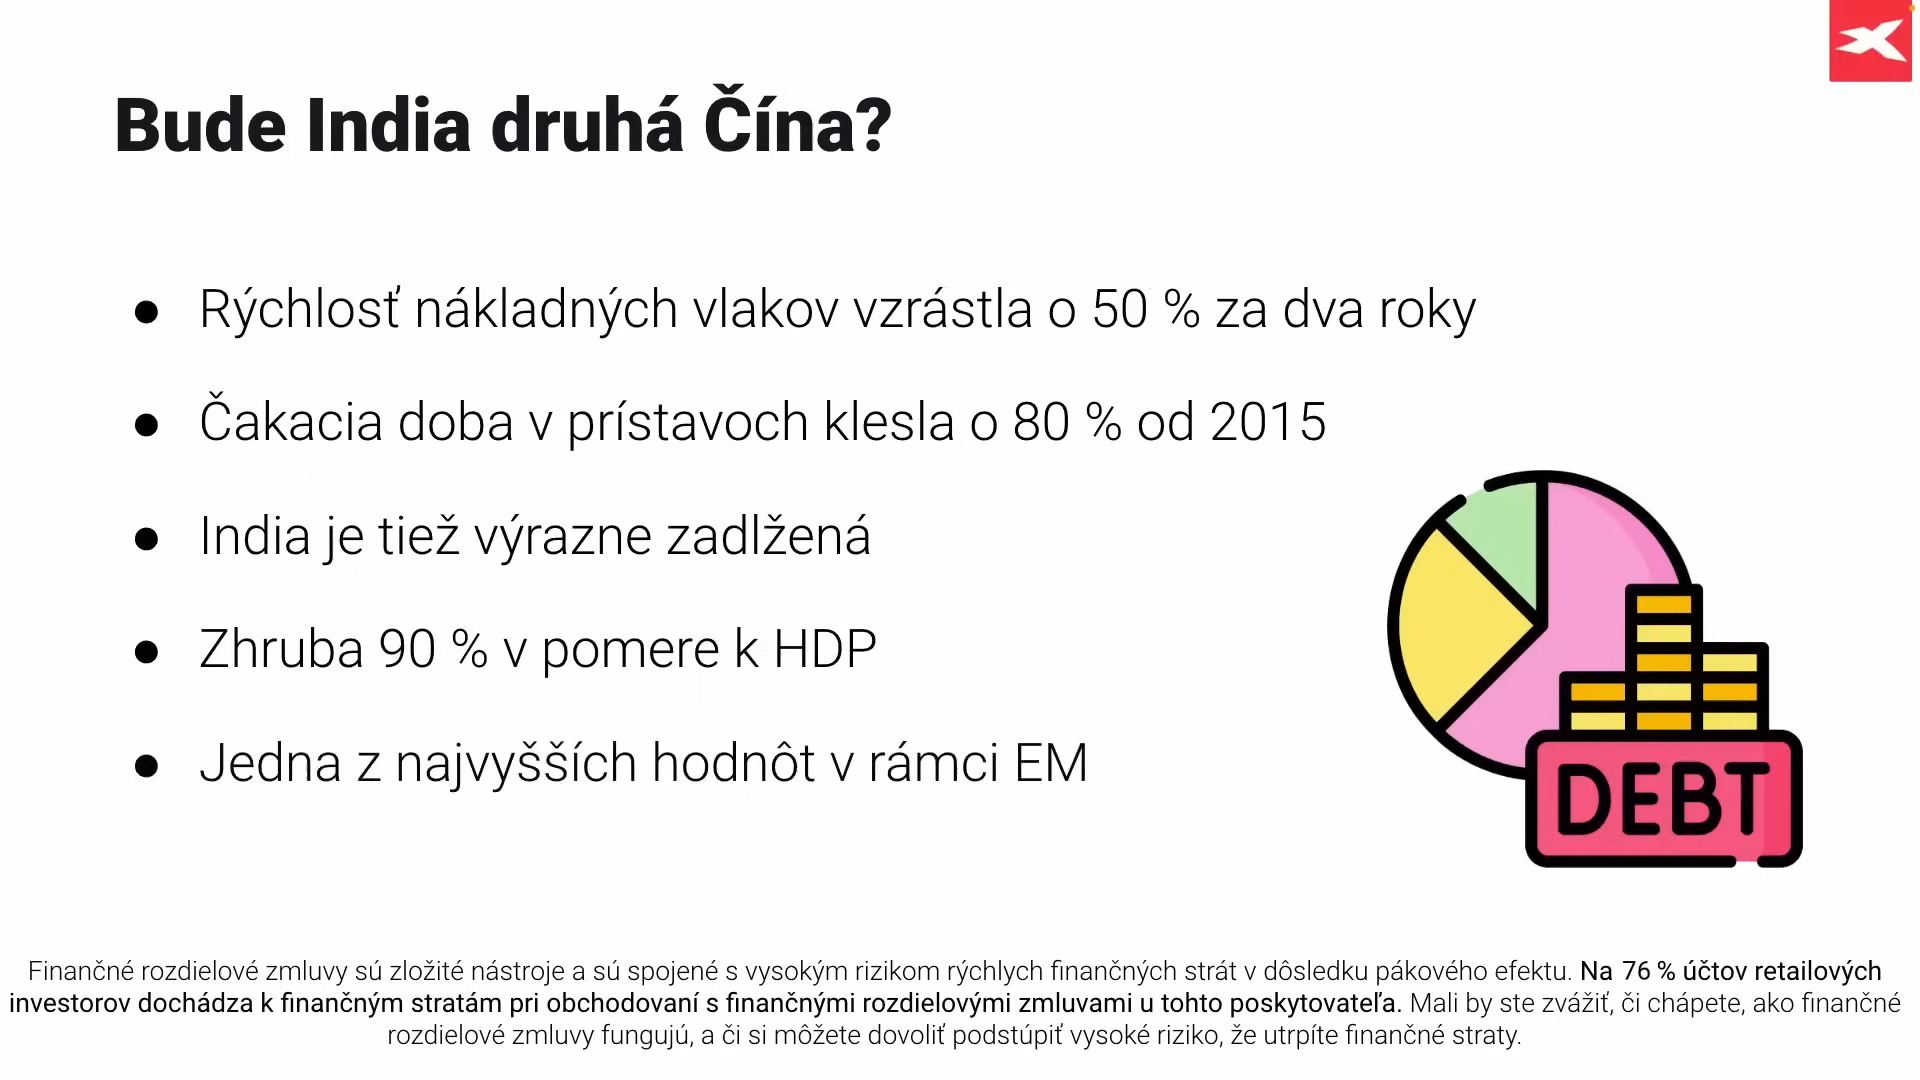 Bude India druhá Čína?
● Rýchlosť nákladných vlakov vzrástla o 50 % za dva roky
● Čakacia doba v prístavoch klesla o 80 % od 2015
● India je tiež výrazne zadlžená
● Zhruba 90 % v pomere k HDP
● Jedna z najvyšších hodnôt v rámci EM
DEBT
Finančné rozdielové zmluvy sú zložité nástroje a sú spojené s vysokým rizikom rýchlych finančných strát v dôsledku pákového efektu. Na 76 % účtov retailových
investorov dochádza k finančným stratám pri obchodovaní s finančnými rozdielovými zmluvami u tohto poskytovateľa. Mali by ste zvážiť, či chápete, ako finančné
rozdielové zmluvy fungujú, a či si môžete dovoliť podstúpiť vysoké riziko, že utrpíte finančné straty.